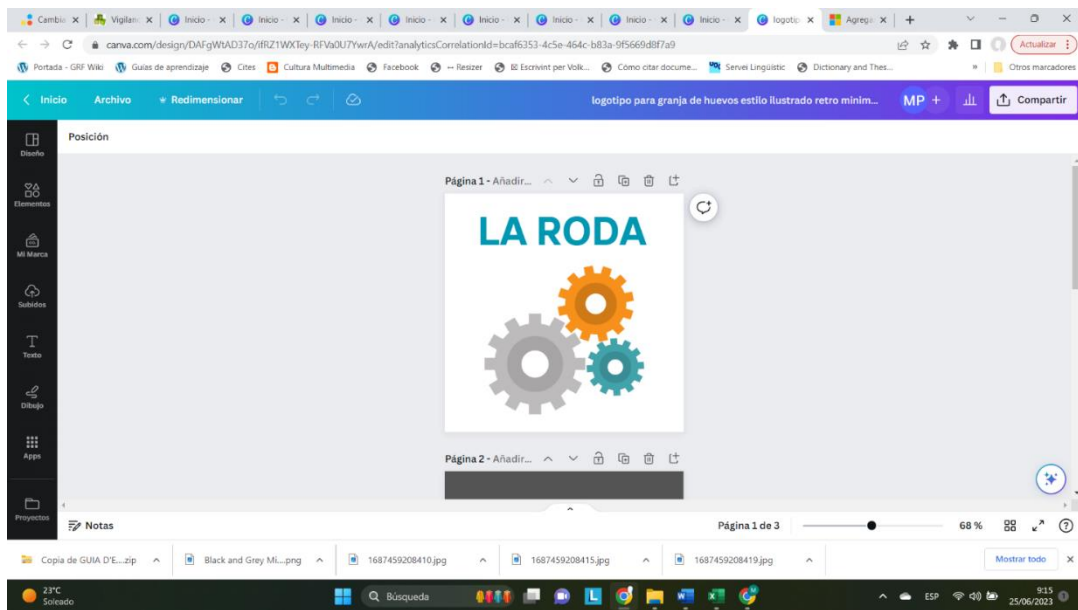 Cambia
Vigilan
Inicio -
Inicio -
Inicio -
Inicio -
Inicio -
Inicio -
Inicio -
Inicio -
logotip
Agrega
canva.com/design/DAFgWtAD37o/ifRZ1WXTey-RFVa0U7YwrA/edit?analyticsCorrelationId=bcaf6353-4c5e-464c-b83a-9f5669d8f7a9
Actualizar
Portada - GRF Wiki
Guías de aprendizaje
Cites
Cultura Multimedia
Facebook
Resizer
Escrivint per Volk...
Cómo citar docume...
Servei Lingüístic
Dictionary and Thes...
Otros marcadores
Inicio
Archivo
Redimensionar
logotipo para granja de huevos estilo ilustrado retro minim...
MP
Compartir
Diseño
Posición
Elementos
Mi Marca
Subidos
Texto
Dibujo
Apps
Proyectos
Página 1 - Añadir...
LA RODA
Página 2 - Añadir...
Notas
Página 1 de 3
68 %
Copia de GUIA D'E....zip
Black and Grey Mi....png
1687459208410.jpg
1687459208415.jpg
1687459208419.jpg
Mostrar todo
23°C
Soleado
Búsqueda
ESP
9:15
25/06/2023